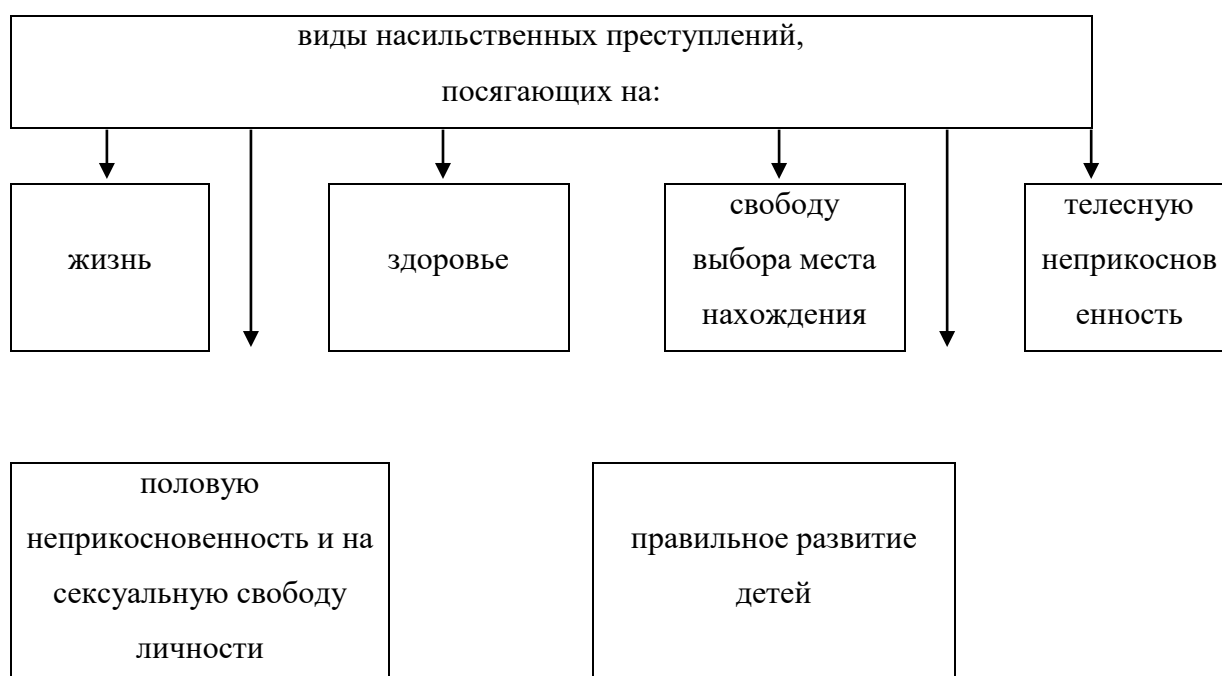 виды насильственных преступлений,
посягающих на:
жизнь
здоровье
свободу
выбора места
нахождения
телесную
неприкоснов
енность
половую
неприкосновенность и на
сексуальную свободу
личности
правильное развитие
детей